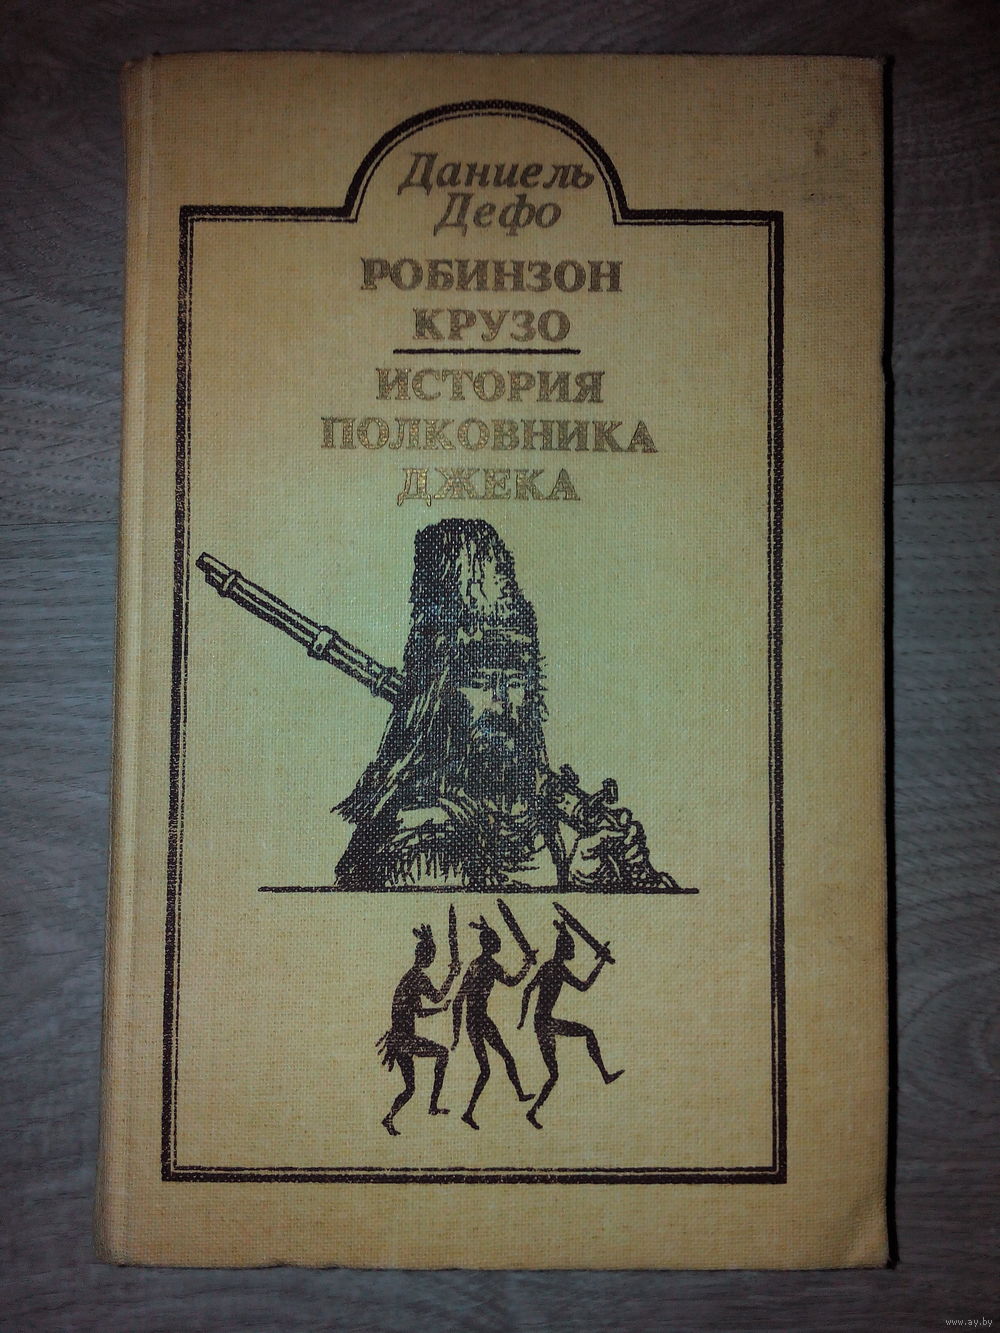 Даниель
Дефо
РОБИНЗОН
КРУЗО
ИСТОРИЯ
ПОЛКОВНИКА
ДЖЕКА
www.ay.by